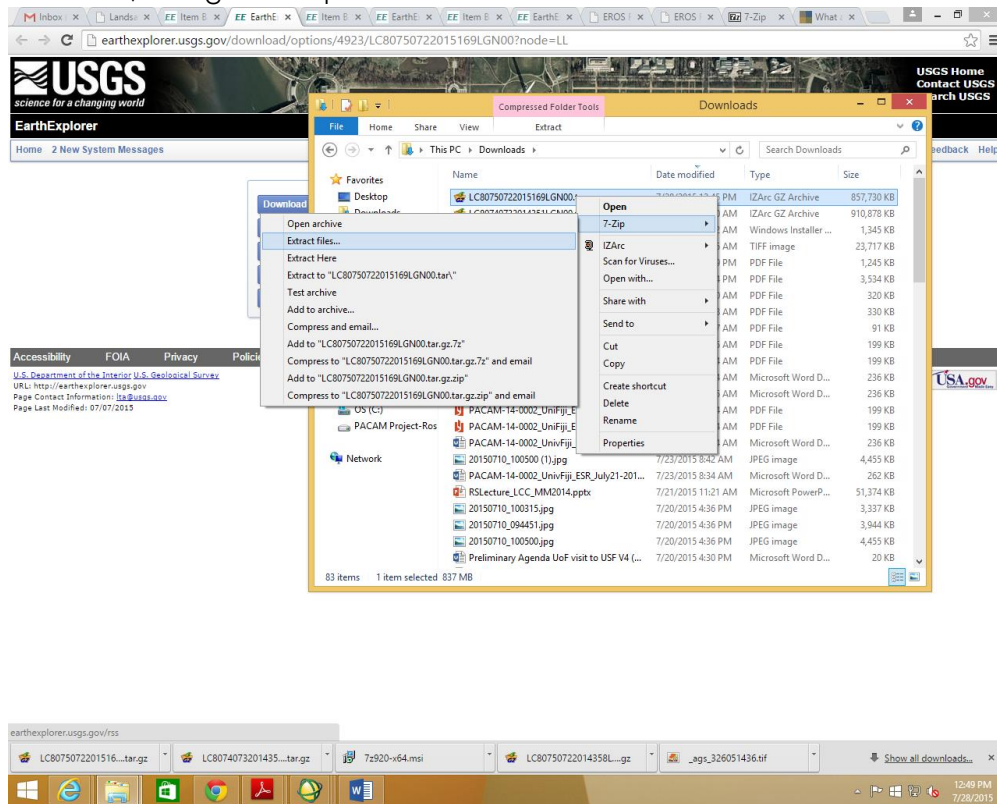 Inbox
Landsa
EE Item B
EE EarthE
EE Item B
EE EarthE
EE Item B
EE EarthE
EROS
EROS
7-Zip
What
earthexplorer.usgs.gov/download/options/4923/LC80750722015169LGN00?node=LL
USGS
science for a changing world
USGS Home
Contact USGS
arch USGS
EarthExplorer
Home 2 New System Messages
eedback Help
Compressed Folder Tools Downloads
File Home Share View Extract
This PC Downloads
Search Downloads
Name Date modified Type Size
Favorites
Desktop
Downloads
Download
LC80750722015169LGN00.t PM IZArc GZ Archive 857,730 KB
AM IZArc GZ Archive 910,878 KB
AM Windows Installer ... 1,345 KB
AM TIFF image 23,717 KB
PM PDF File 1,245 KB
PM PDF File 3,534 KB
AM PDF File 320 KB
AM PDF File 330 KB
AM PDF File 91 KB
AM PDF File 199 KB
AM PDF File 199 KB
AM Microsoft Word D... 236 KB
AM Microsoft Word D... 236 KB
PACAM-14-0002_UniFiji_E AM PDF File 199 KB
PACAM-14-0002_UniFiji_E AM PDF File 199 KB
PACAM-14-0002_UnivFiji_ AM Microsoft Word D... 236 KB
20150710_100500 (1).jpg 7/23/2015 8:42 AM JPEG image 4,455 KB
PACAM-14-0002_UnivFiji_ESR_July21-201... 7/23/2015 8:34 AM Microsoft Word D... 262 KB
RSLecture_LCC_MM2014.pptx 7/21/2015 11:21 AM Microsoft PowerP... 51,374 KB
20150710_100315.jpg 7/20/2015 4:36 PM JPEG image 3,337 KB
20150710_094451.jpg 7/20/2015 4:36 PM JPEG image 3,944 KB
20150710_100500.jpg 7/20/2015 4:36 PM JPEG image 4,455 KB
Preliminary Agenda UoF visit to USF V4 (... 7/20/2015 4:30 PM Microsoft Word D... 20 KB
OS (C:)
PACAM Project-Ros
Network
83 items 1 item selected 837 MB
Open
7-Zip
IZArc
Scan for Viruses...
Open with...
Share with
Send to
Cut
Copy
Create shortcut
Delete
Rename
Properties
Open archive
Extract files...
Extract Here
Extract to "LC80750722015169LGN00.tar\"
Test archive
Add to archive...
Compress and email...
Add to "LC80750722015169LGN00.tar.gz.7z"
Compress to "LC80750722015169LGN00.tar.gz.7z" and email
Add to "LC80750722015169LGN00.tar.gz.zip"
Compress to "LC80750722015169LGN00.tar.gz.zip" and email
Accessibility FOIA Privacy Policie
U.S. Department of the Interior U.S. Geological Survey
URL: http://earthexplorer.usgs.gov
Page Contact Information: lta@usgs.gov
Page Last Modified: 07/07/2015
USA.gov
earthexplorer.usgs.gov/rss
LC8075072201516....tar.gz
LC8074073201435....tar.gz
7z920-x64.msi
LC80750722014358L....gz
_ags_326051436.tif
Show all downloads...
12:49 PM
7/28/2015